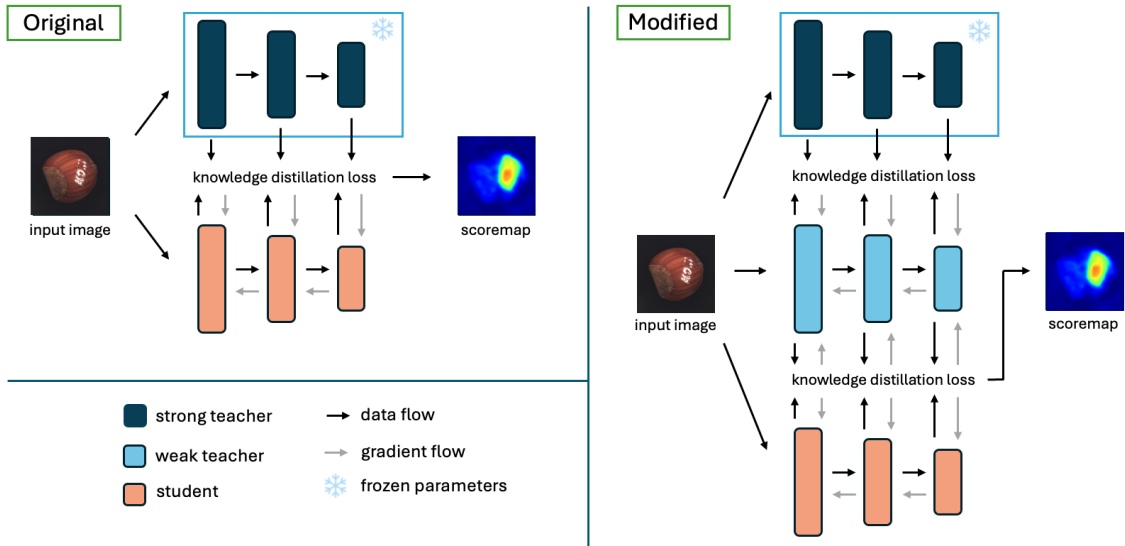 Original
knowledge distillation loss
input image
scoremap
strong teacher
data flow
weak teacher
gradient flow
student
frozen parameters
Modified
knowledge distillation loss
input image
scoremap
knowledge distillation loss